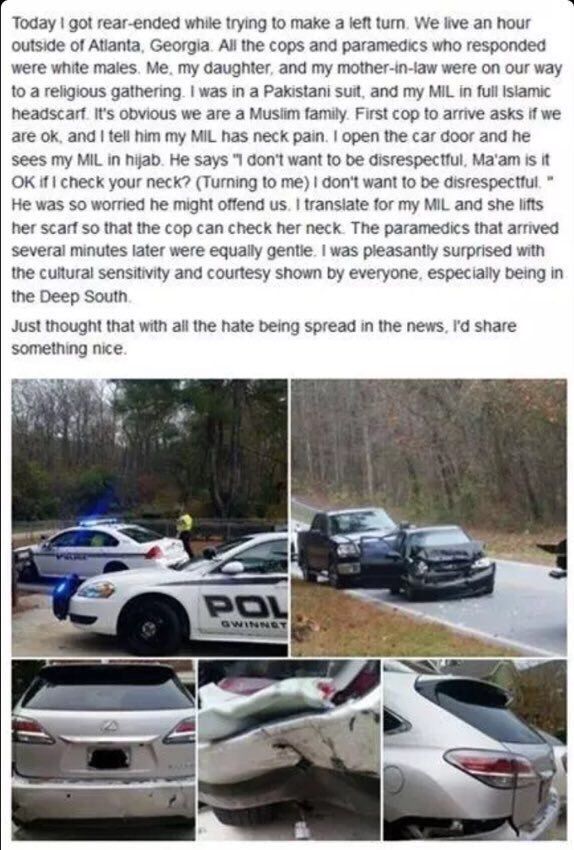 Today I got rear-ended while trying to make a left turn. We live an hour
outside of Atlanta, Georgia. All the cops and paramedics who responded
were white males. Me, my daughter, and my mother-in-law were on our way
to a religious gathering. I was in a Pakistani suit, and my MIL in full Islamic
headscarf. It's obvious we are a Muslim family. First cop to arrive asks if we
are ok, and I tell him my MIL has neck pain. I open the car door and he
sees my MIL in hijab. He says "I don't want to be disrespectful, Ma'am is it
OK if I check your neck? (Turning to me) I don't want to be disrespectful. "
He was so worried he might offend us. I translate for my MIL and she lifts
her scarf so that the cop can check her neck. The paramedics that arrived
several minutes later were equally gentle. I was pleasantly surprised with
the cultural sensitivity and courtesy shown by everyone, especially being in
the Deep South.
Just thought that with all the hate being spread in the news, I'd share
something nice.
POL
GWINNET